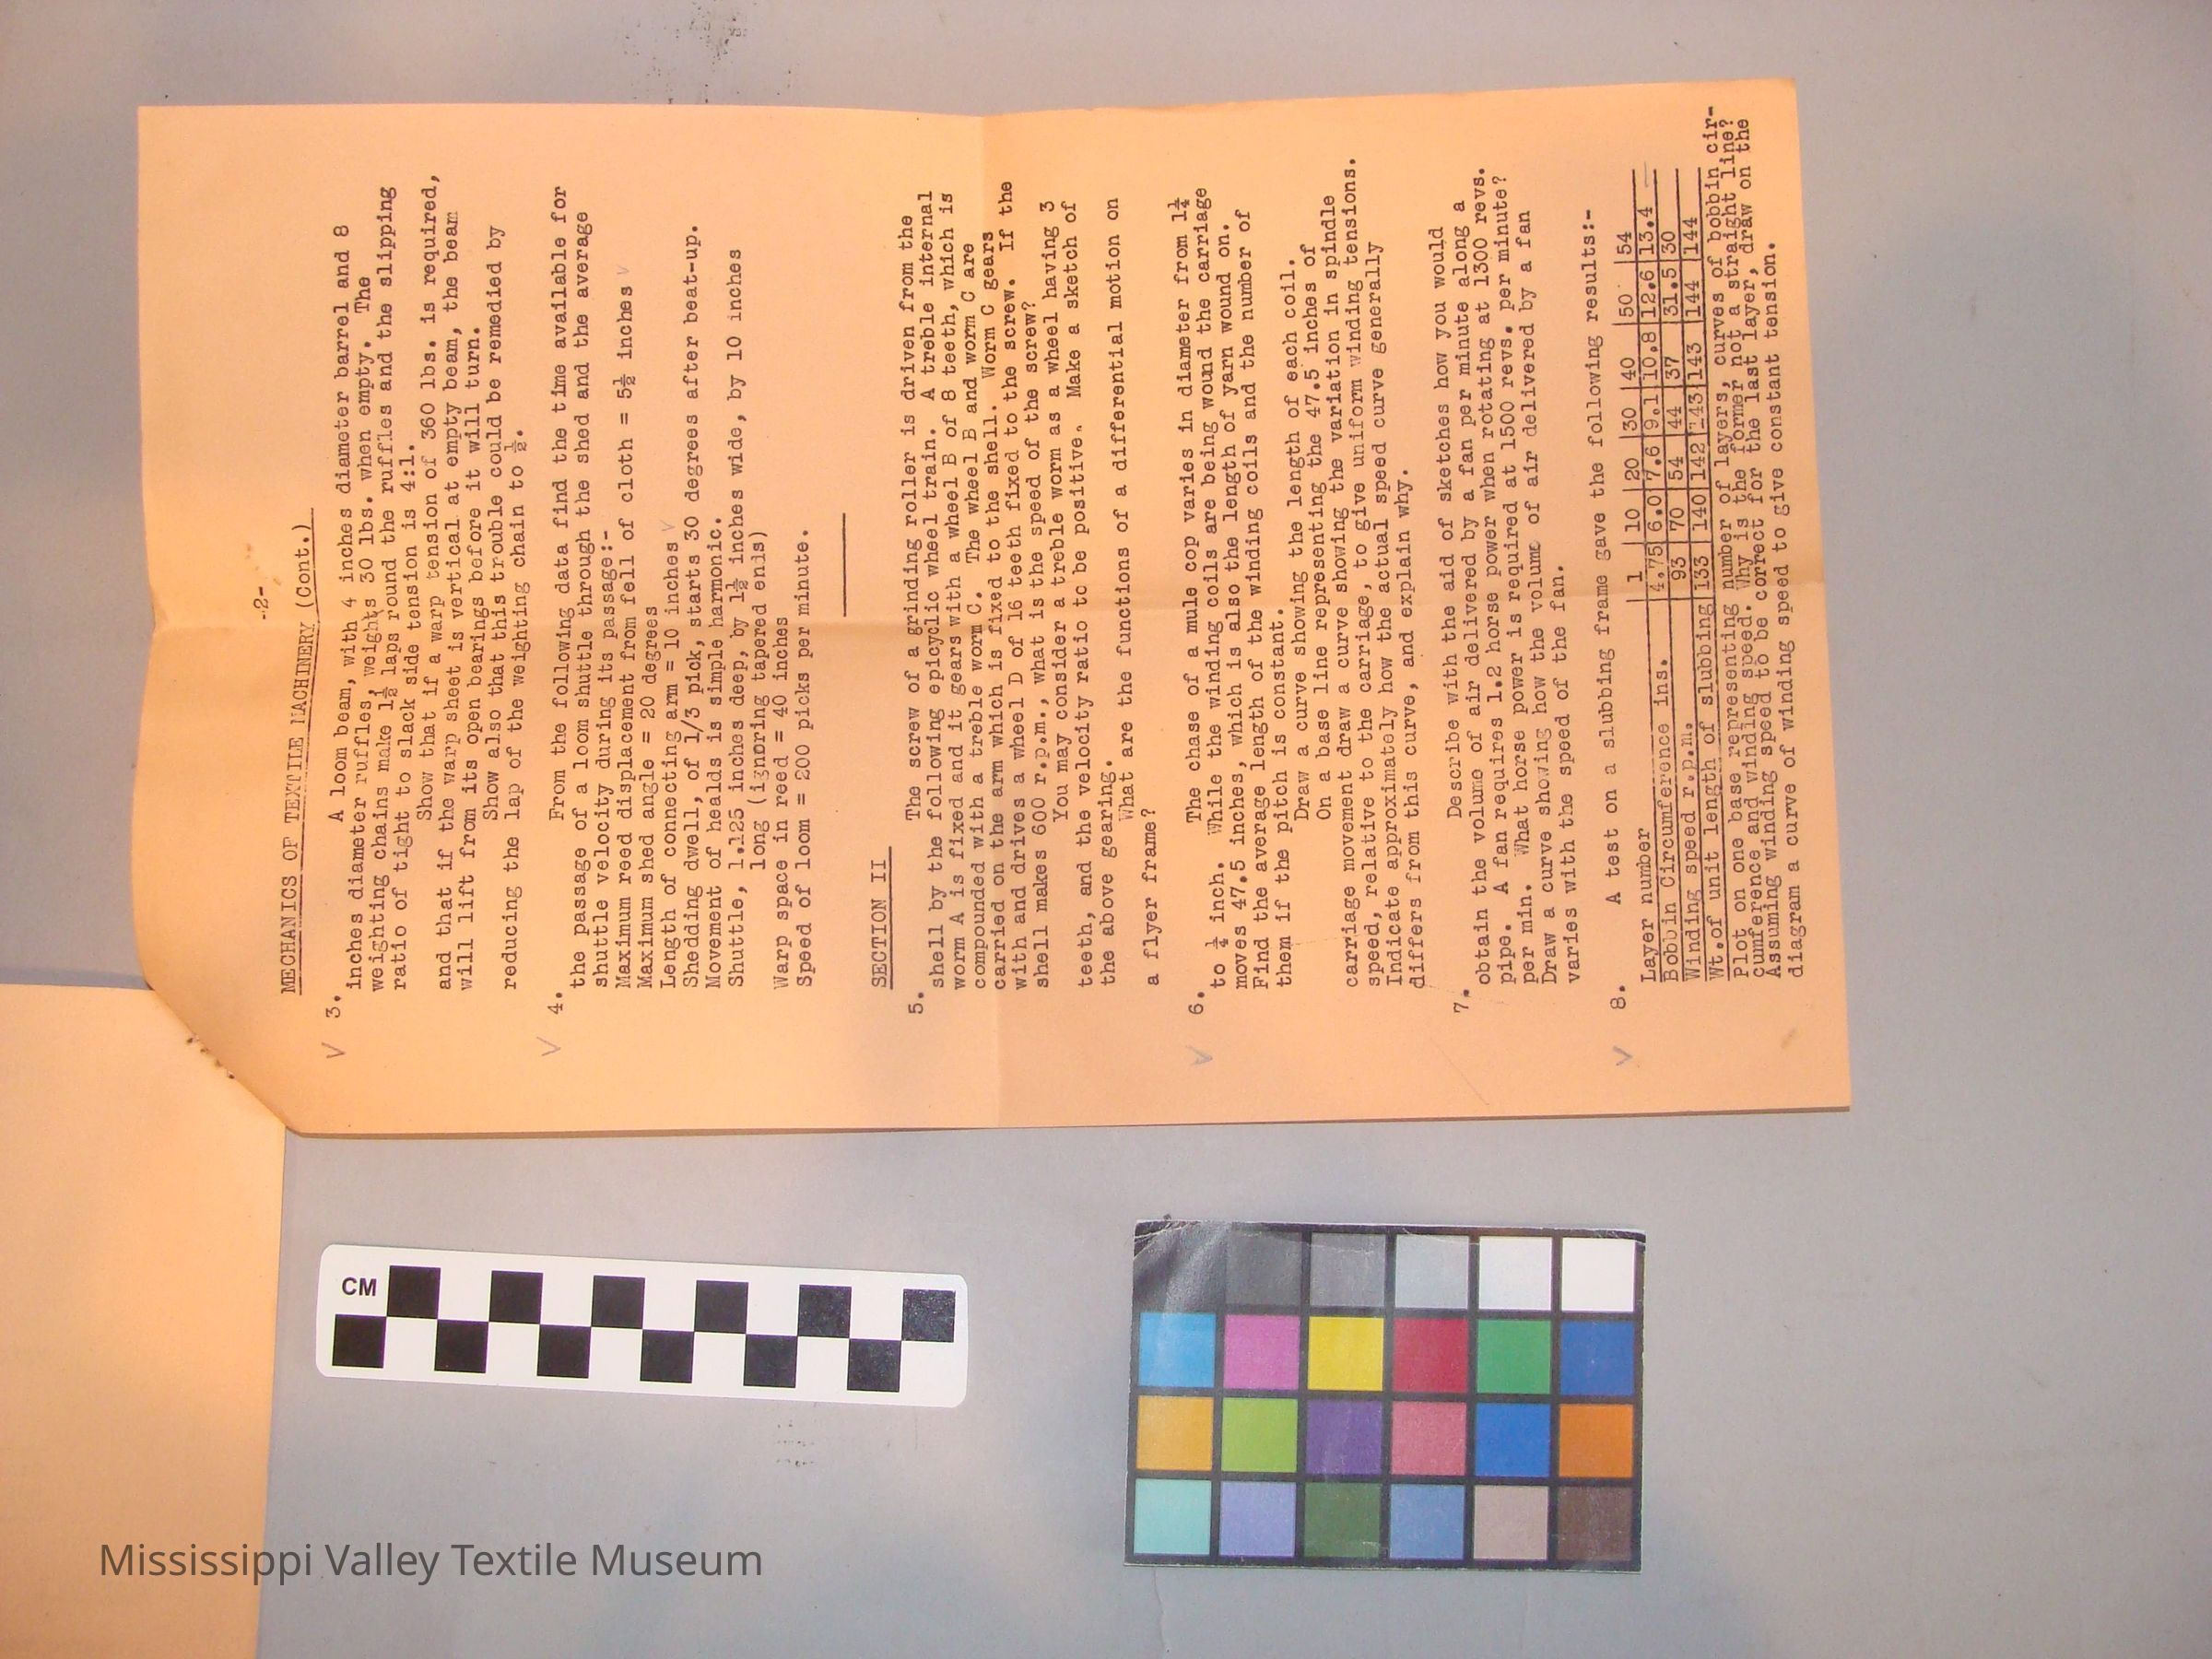 -2-
MECHANICS OF TEXTILE MACHINERY (Cont.)
V 3. A loom beam, with 4 inches diameter barrel and 8
inches diameter ruffles, weights 30 lbs. when empty. The
weighting chains make 1½ laps round the ruffles and the slipping
ratio of tight to slack side tension is 4:1.
Show that if a warp tension of 360 lbs. is required,
and that if the warp sheet is vertical at empty beam, the beam
will lift from its open bearings before it will turn.
Show also that this trouble could be remedied by
reducing the lap of the weighting chain to ½.
V 4. From the following data find the time available for
the passage of a loom shuttle through the shed and the average
shuttle velocity during its passage:-
Maximum reed displacement from fell of cloth = 5½ inches V
Maximum shed angle = 20 degrees
Length of connecting arm = 10 inches V
Shedding dwell, of 1/3 pick, starts 30 degrees after beat-up.
Movement of healds is simple harmonic.
Shuttle, 1.125 inches deep, by 1½ inches wide, by 10 inches
long (ignoring tapered ends)
Warp space in reed = 40 inches
Speed of loom = 200 picks per minute.
SECTION II
5. The screw of a grinding roller is driven from the
shell by the following epicyclic wheel train. A treble internal
worm A is fixed and it gears with a wheel B of 8 teeth, which is
compounded with a treble worm C. The wheel B and worm C are
carried on the arm which is fixed to the shell. Worm C gears
with and drives a wheel D of 16 teeth fixed to the screw. If the
shell makes 600 r.p.m., what is the speed of the screw?
You may consider a treble worm as a wheel having 3
teeth, and the velocity ratio to be positive. Make a sketch of
the above gearing.
What are the functions of a differential motion on
a flyer frame?
V 6. The chase of a mule cop varies in diameter from 1¼
to ¼ inch. While the winding coils are being wound the carriage
moves 47.5 inches, which is also the length of yarn wound on.
Find the average length of the winding coils and the number of
them if the pitch is constant.
Draw a curve showing the length of each coil.
On a base line representing the 47.5 inches of
carriage movement draw a curve showing the variation in spindle
speed, relative to the carriage, to give uniform winding tensions.
Indicate approximately how the actual speed curve generally
differs from this curve, and explain why.
7. Describe with the aid of sketches how you would
obtain the volume of air delivered by a fan per minute along a
pipe. A fan requires 1.2 horse power when rotating at 1300 revs.
per min. What horse power is required at 1500 revs. per minute?
Draw a curve showing how the volume of air delivered by a fan
varies with the speed of the fan.
V 8. A test on a slubbing frame gave the following results:-
Layer number 1 10 20 30 40 50 54
Bobbin Circumference ins. 4.75 6.0 7.6 9.1 10.8 12.6 13.4
Winding speed r.p.m. 93 70 54 44 37 31.5 30
Wt.of unit length of slubbing 133 140 142 143 143 144 144
Plot on one base representing number of layers, curves of bobbin cir-
cumference and winding speed. Why is the former not a straight line?
Assuming winding speed to be correct for the last layer, draw on the
diagram a curve of winding speed to give constant tension.
CM
Mississippi Valley Textile Museum